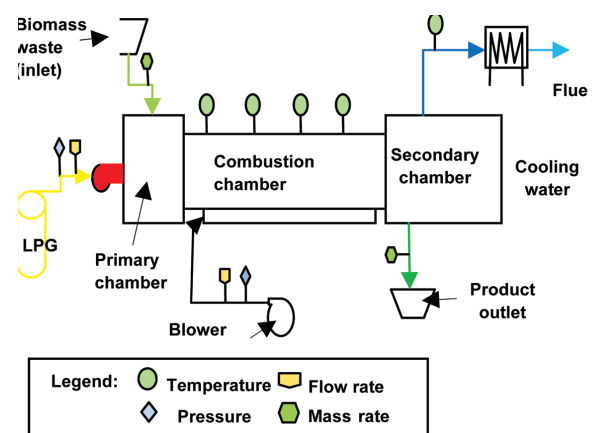 Biomass
waste
(inlet)
Flue
Combustion
chamber
Secondary
chamber
Cooling
water
LPG
Primary
chamber
Blower
Product
outlet
Legend: Temperature Flow rate
Pressure Mass rate